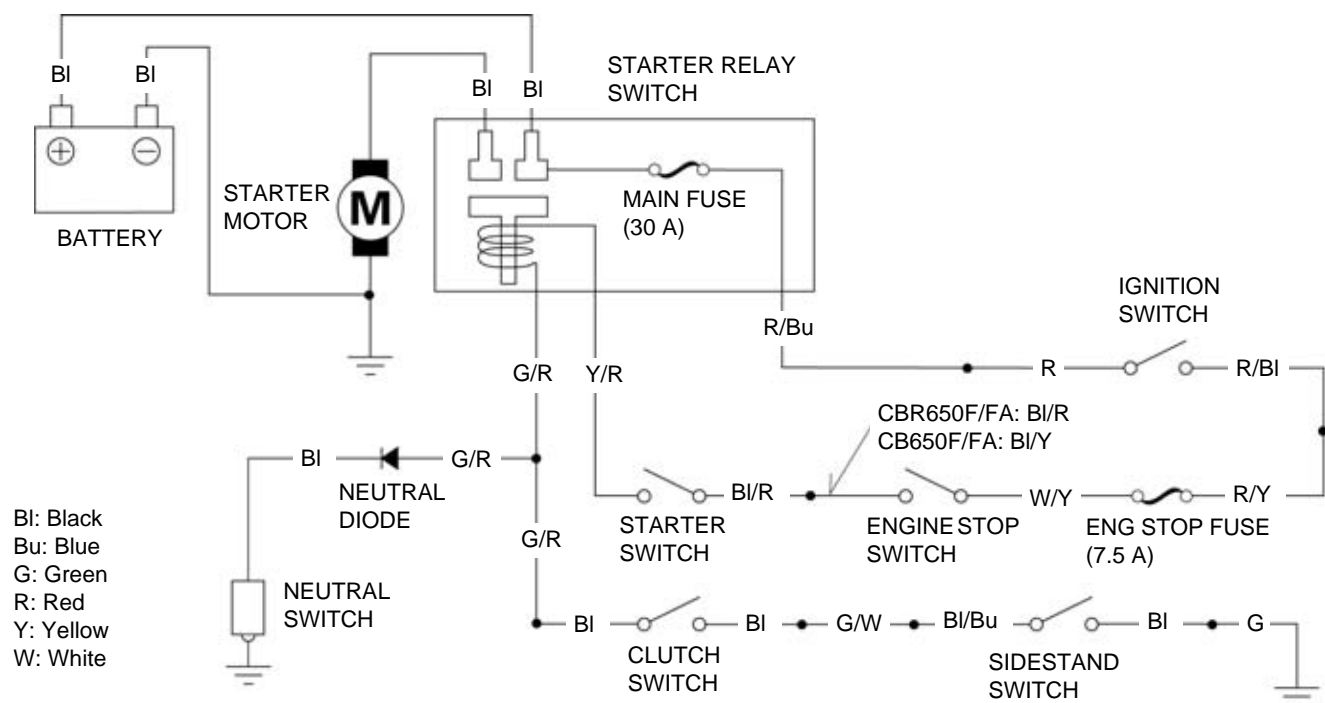 Bl
Bl
Bl
Bl
STARTER RELAY
SWITCH
+
−
BATTERY
STARTER
MOTOR
M
MAIN FUSE
(30 A)
IGNITION
SWITCH
R/Bu
G/R
Y/R
R
R/Bl
CBR650F/FA: Bl/R
CB650F/FA: Bl/Y
Bl
G/R
NEUTRAL
DIODE
Bl/R
W/Y
R/Y
STARTER
SWITCH
ENGINE STOP
SWITCH
ENG STOP FUSE
(7.5 A)
G/R
Bl: Black
Bu: Blue
G: Green
R: Red
Y: Yellow
W: White
NEUTRAL
SWITCH
Bl
Bl
G/W
Bl/Bu
Bl
G
CLUTCH
SWITCH
SIDESTAND
SWITCH